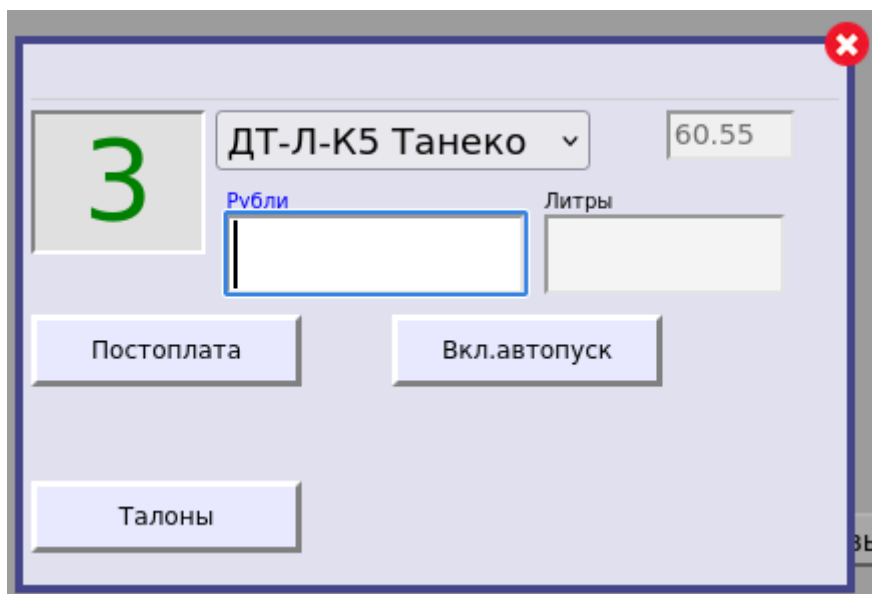 3
ДТ-Л-К5 Танеко
60.55
Рубли
Литры
Постоплата
Вкл.автопуск
Талоны